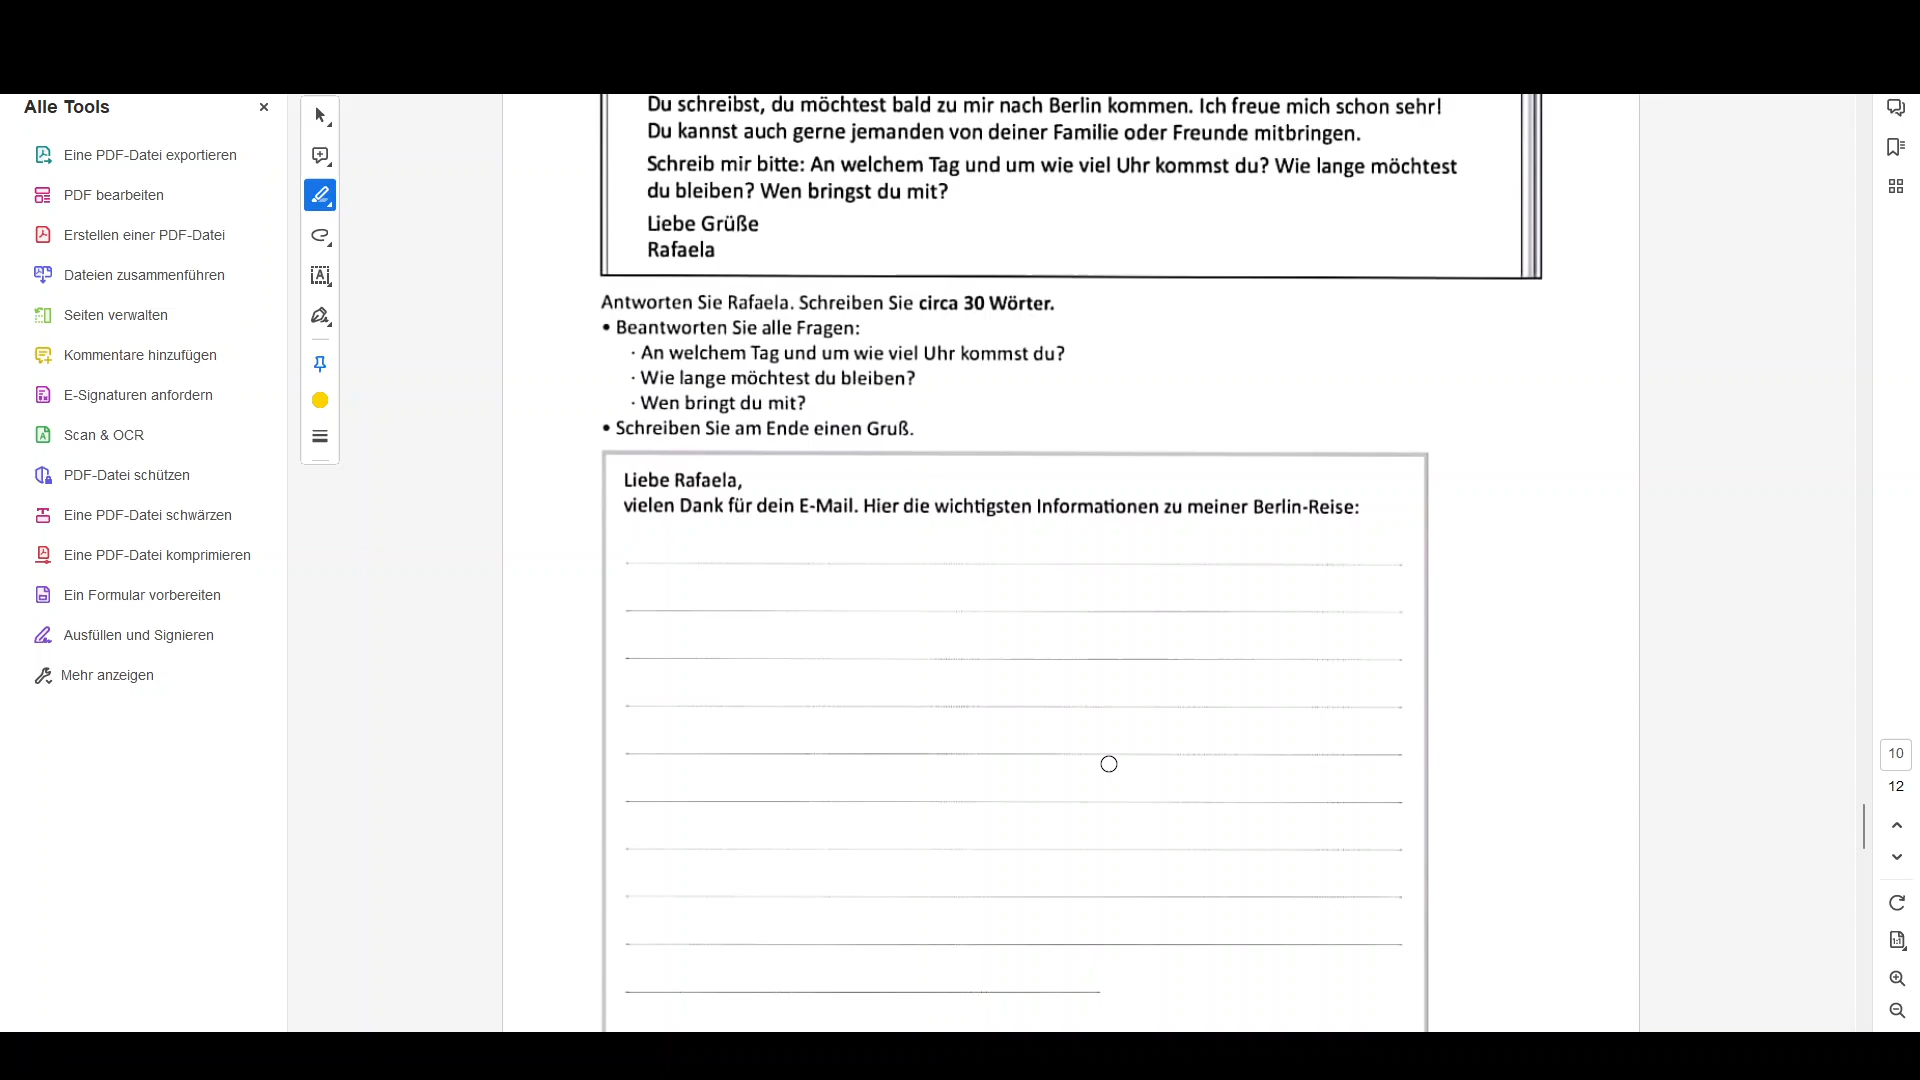 Alle Tools
Eine PDF-Datei exportieren
PDF bearbeiten
Erstellen einer PDF-Datei
Dateien zusammenführen
Seiten verwalten
Kommentare hinzufügen
E-Signaturen anfordern
Scan & OCR
PDF-Datei schützen
Eine PDF-Datei schwärzen
Eine PDF-Datei komprimieren
Ein Formular vorbereiten
Ausfüllen und Signieren
Mehr anzeigen
Du schreibst, du möchtest bald zu mir nach Berlin kommen. Ich freue mich schon sehr!
Du kannst auch gerne jemanden von deiner Familie oder Freunde mitbringen.
Schreib mir bitte: An welchem Tag und um wie viel Uhr kommst du? Wie lange möchtest
du bleiben? Wen bringst du mit?
Liebe Grüße
Rafaela
Antworten Sie Rafaela. Schreiben Sie circa 30 Wörter.
• Beantworten Sie alle Fragen:
· An welchem Tag und um wie viel Uhr kommst du?
· Wie lange möchtest du bleiben?
· Wen bringt du mit?
• Schreiben Sie am Ende einen Gruß.
Liebe Rafaela,
vielen Dank für dein E-Mail. Hier die wichtigsten Informationen zu meiner Berlin-Reise:
10
12